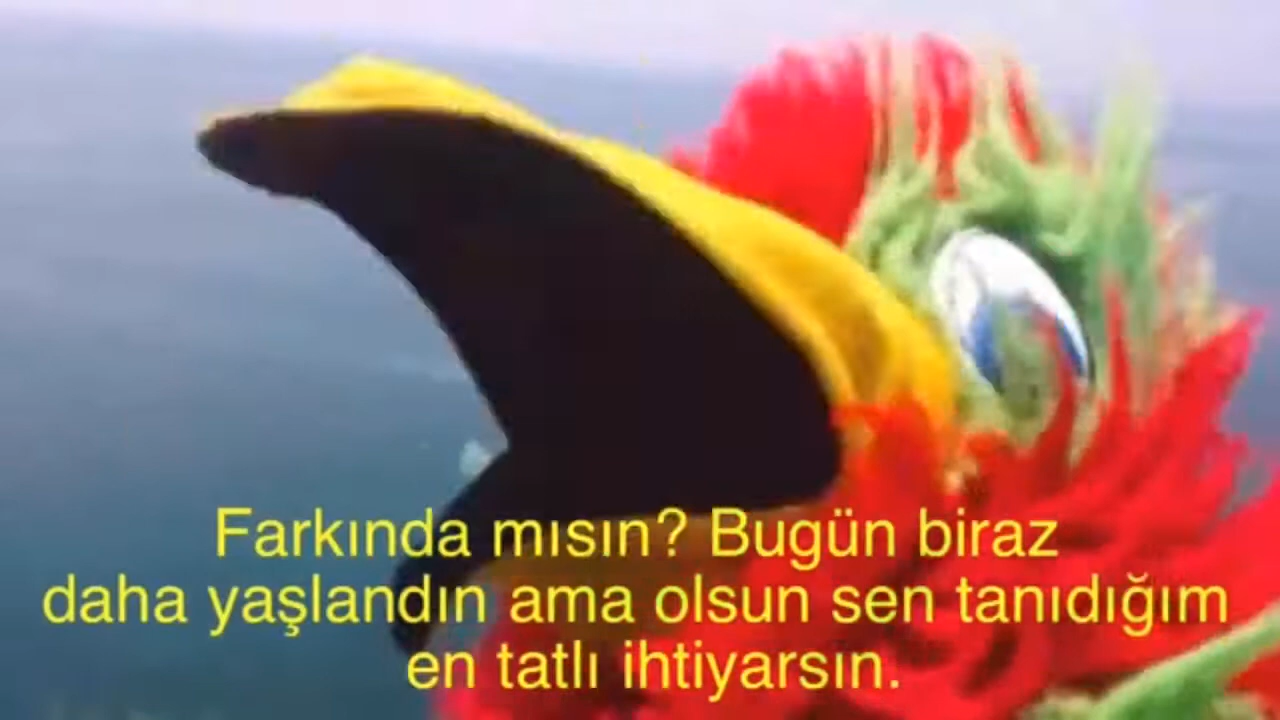 Farkında mısın? Bugün biraz
daha yaşlandın ama olsun sen tanıdığım
en tatlı ihtiyarsın.